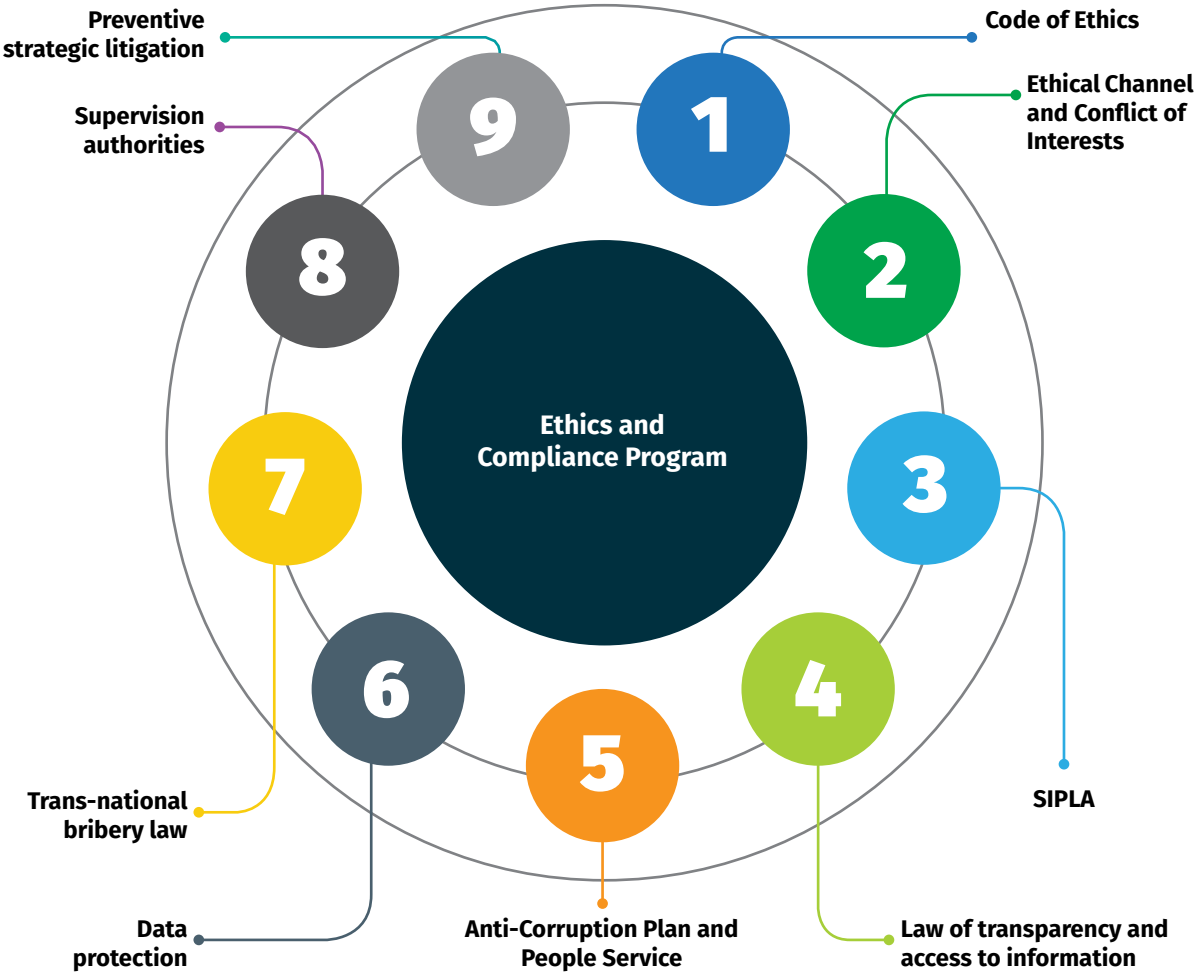 Preventive
strategic litigation
Code of Ethics
Ethical Channel
and Conflict of
Interests
Supervision
authorities
9
1
8
2
Ethics and
Compliance Program
7
3
6
4
5
Trans-national
bribery law
SIPLA
Data
protection
Anti-Corruption Plan and
People Service
Law of transparency and
access to information